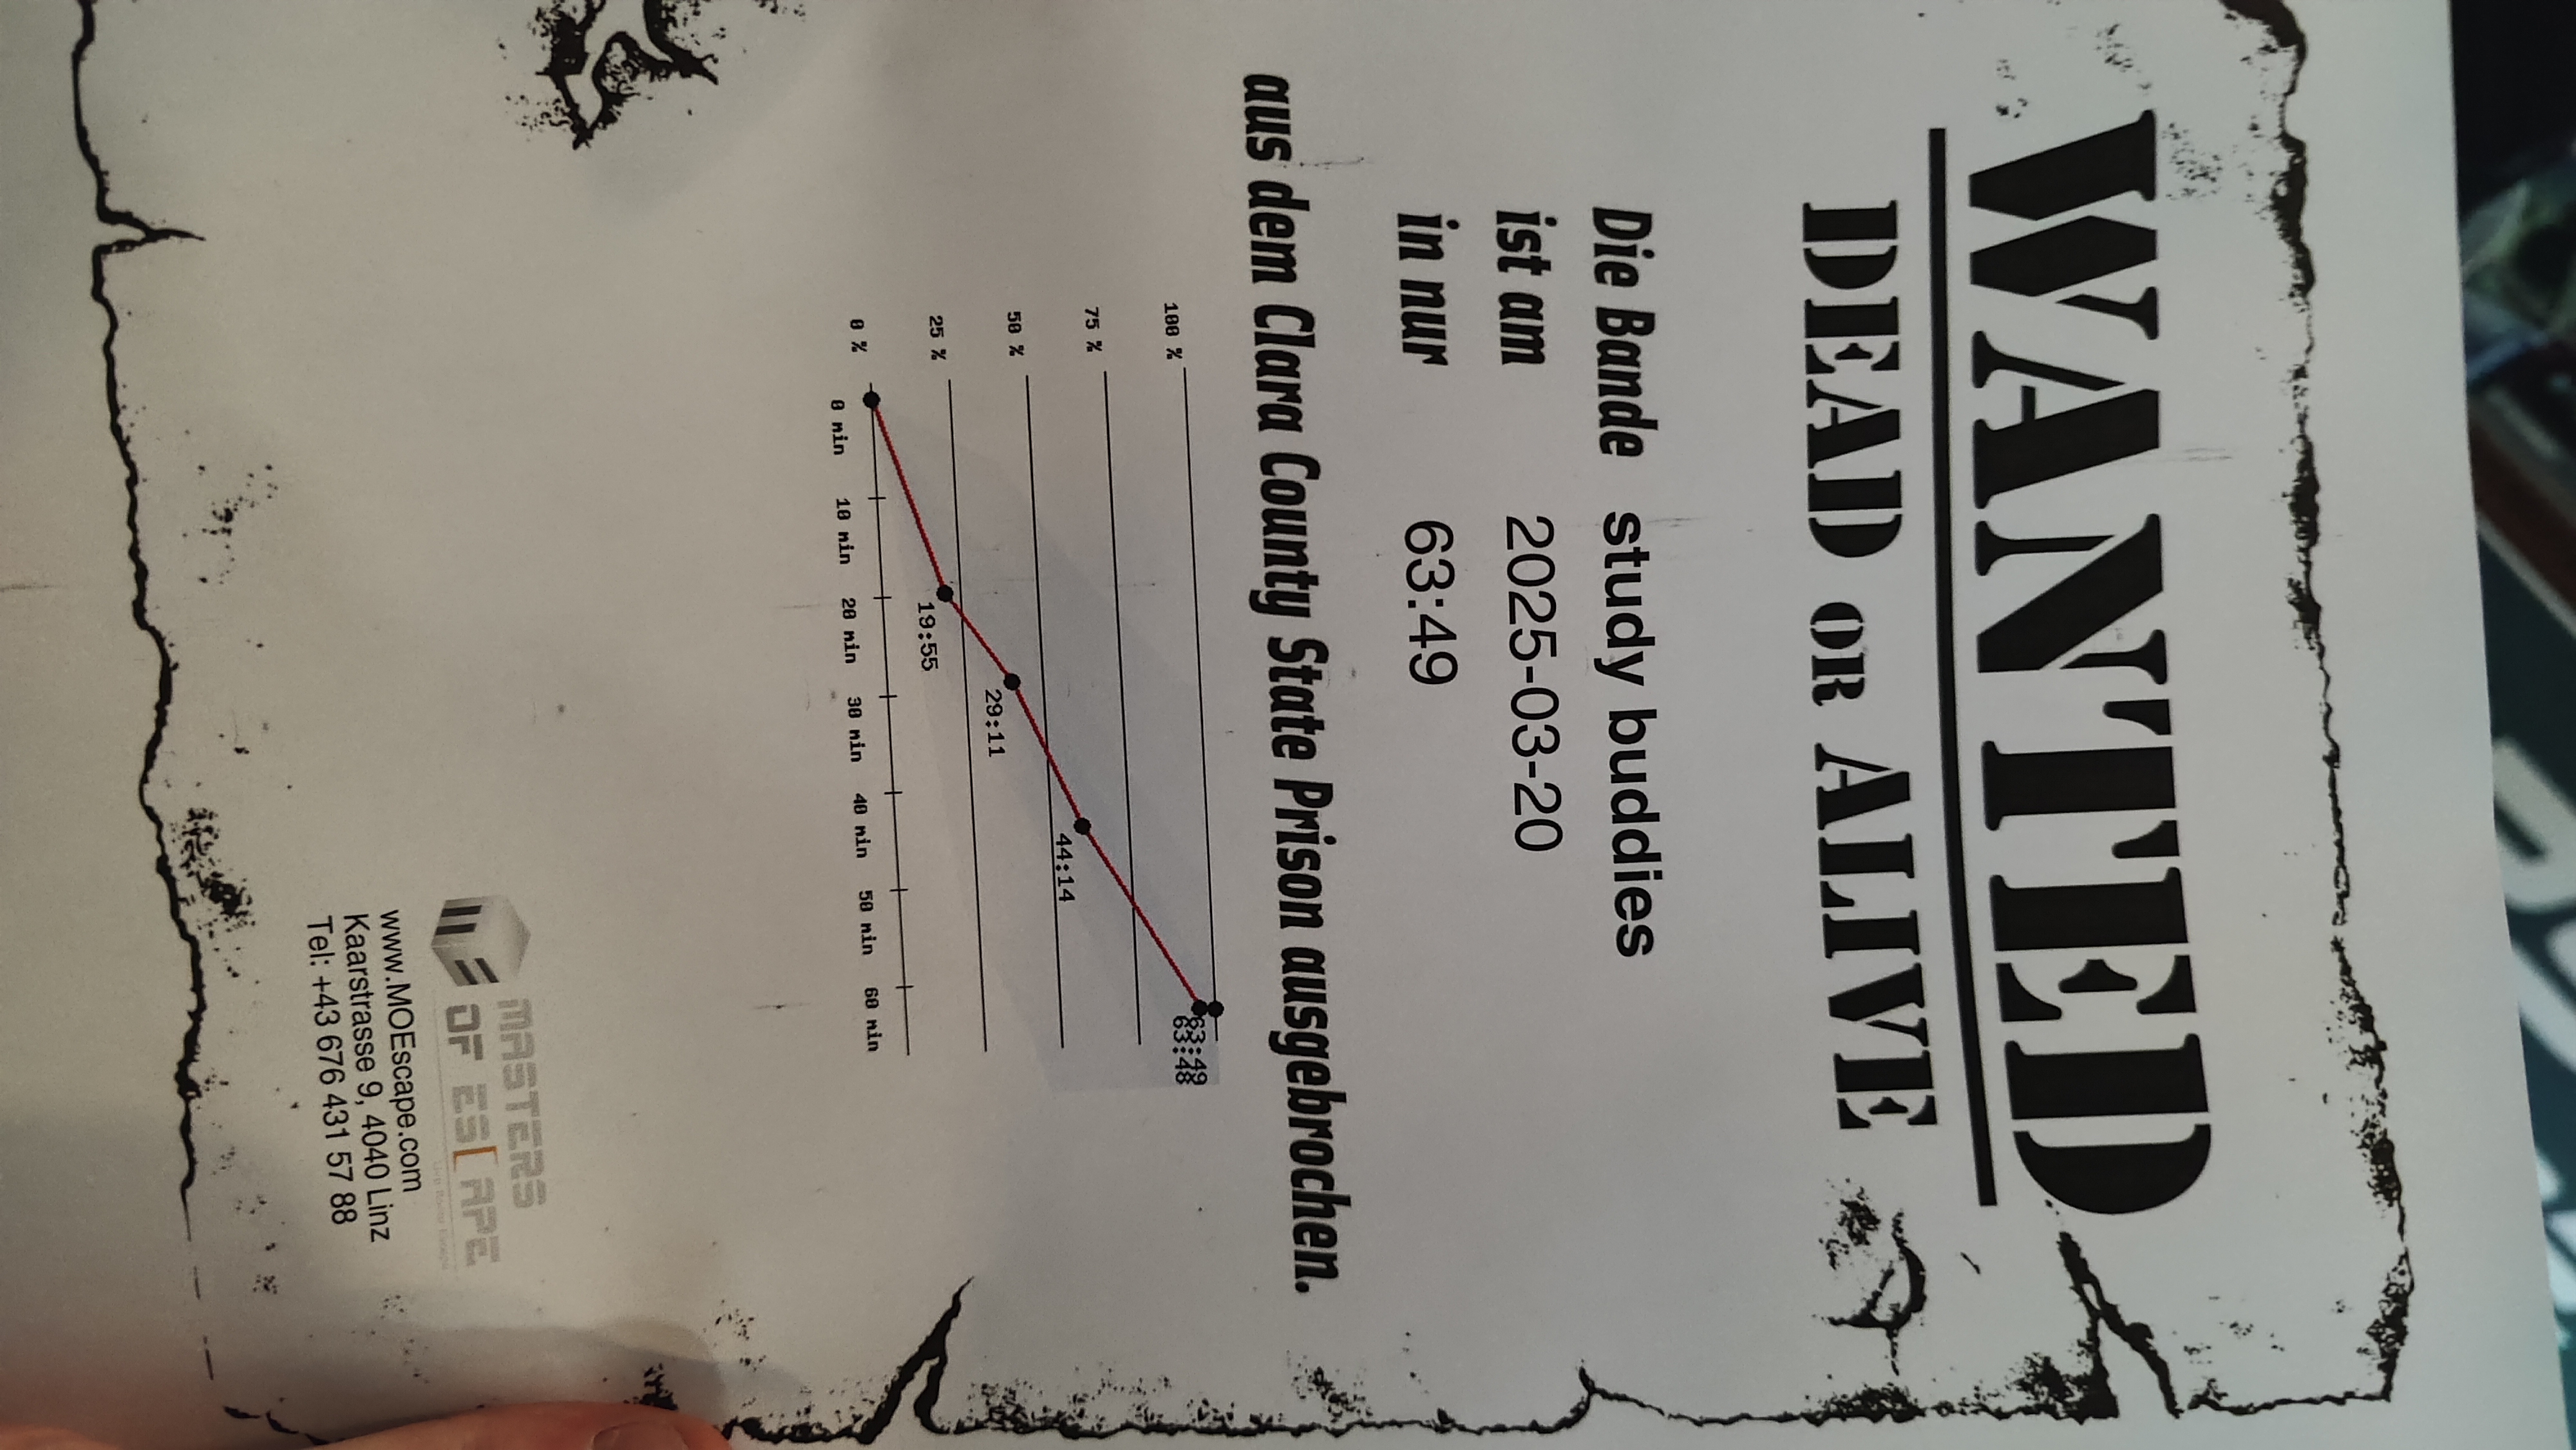 WANTED
DEAD OR ALIVE
Die Bande study buddies
ist am 2025-03-20
in nur 63:49
aus dem Clara County State Prison ausgebrochen.
100 %
75 %
50 %
25 %
0 %
63:49
63:48
44:14
29:11
19:55
0 min 10 min 20 min 30 min 40 min 50 min 60 min
MASTERS
OF ESCAPE
www.MOEscape.com
Kaarstrasse 9, 4040 Linz
Tel: +43 676 431 57 88